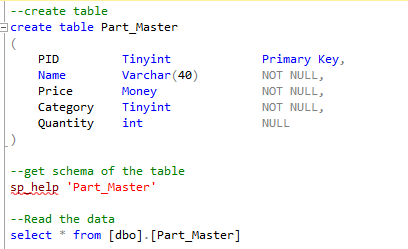 --create table
create table Part_Master
(
PID Tinyint Primary Key,
Name Varchar(40) NOT NULL,
Price Money NOT NULL,
Category Tinyint NOT NULL,
Quantity int NULL
)
--get schema of the table
sp_help 'Part_Master'
--Read the data
select * from [dbo].[Part_Master]